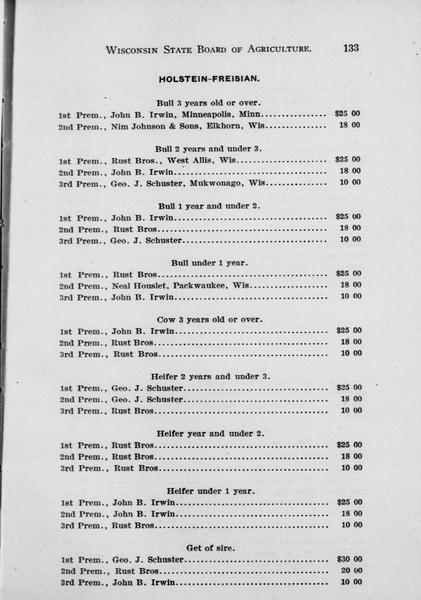 WISCONSIN STATE BOARD OF AGRICULTURE. 133
HOLSTEIN-FREISIAN.
Bull 3 years old or over.
1st Prem., John B. Irwin, Minneapolis, Minn................ $25 00
2nd Prem., Nim Johnson & Sons, Elkhorn, Wis................ 18 00
Bull 2 years and under 3.
1st Prem., Rust Bros., West Allis, Wis................ $25 00
2nd Prem., John B. Irwin................ 18 00
3rd Prem., Geo. J. Schuster, Mukwonago, Wis................ 10 00
Bull 1 year and under 2.
1st Prem., John B. Irwin................ $25 00
2nd Prem., Rust Bros................ 18 00
3rd Prem., Geo. J. Schuster................ 10 00
Bull under 1 year.
1st Prem., Rust Bros................ $25 00
2nd Prem., Neal Houslet, Packwaukee, Wis................ 18 00
3rd Prem., John B. Irwin................ 10 00
Cow 3 years old or over.
1st Prem., John B. Irwin................ $25 00
2nd Prem., Rust Bros................ 18 00
3rd Prem., Rust Bros................ 10 00
Heifer 2 years and under 3.
1st Prem., Geo. J. Schuster................ $25 00
2nd Prem., Geo. J. Schuster................ 18 00
3rd Prem., Rust Bros................ 10 00
Heifer year and under 2.
1st Prem., Rust Bros................ $25 00
2nd Prem., Rust Bros................ 18 00
3rd Prem., Rust Bros................ 10 00
Heifer under 1 year.
1st Prem., John B. Irwin................ $25 00
2nd Prem., John B. Irwin................ 18 00
3rd Prem., Rust Bros................ 10 00
Get of sire.
1st Prem., Geo. J. Schuster................ $30 00
2nd Prem., Rust Bros................ 20 00
3rd Prem., John B. Irwin................ 10 00